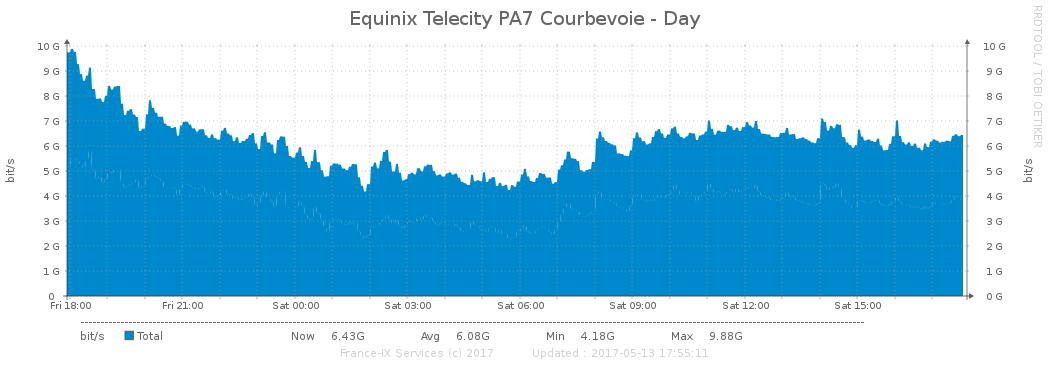 Equinix Telecity PA7 Courbevoie - Day
RRDTOOL / TOBI OETIKER
bit/s
10 G
9 G
8 G
7 G
6 G
5 G
4 G
3 G
2 G
1 G
0
10 G
9 G
8 G
7 G
6 G
5 G
4 G
3 G
2 G
1 G
0 G
bit/s
Fri 18:00 Fri 21:00 Sat 00:00 Sat 03:00 Sat 06:00 Sat 09:00 Sat 12:00 Sat 15:00
bit/s Total Now 6.43G Avg 6.08G Min 4.18G Max 9.88G
France-IX Services (c) 2017 Updated : 2017-05-13 17:55:11